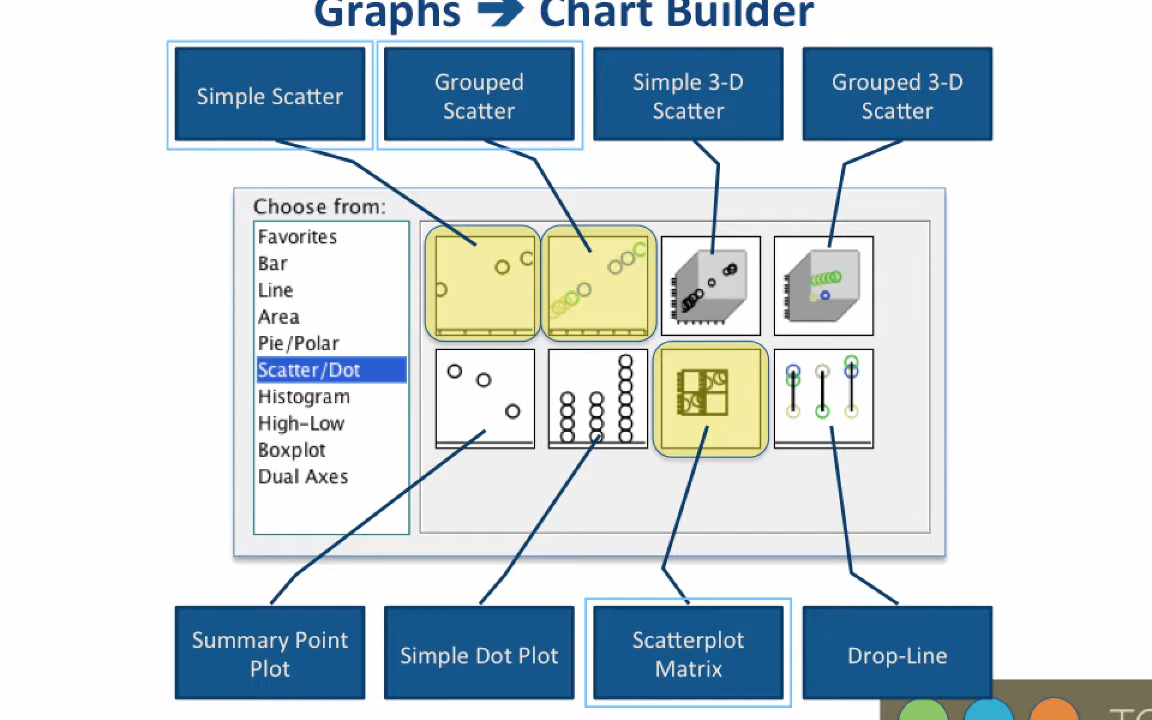 Graphs → Chart Builder
Simple Scatter
Grouped
Scatter
Simple 3-D
Scatter
Grouped 3-D
Scatter
Choose from:
Favorites
Bar
Line
Area
Pie/Polar
Scatter/Dot
Histogram
High-Low
Boxplot
Dual Axes
Summary Point
Plot
Simple Dot Plot
Scatterplot
Matrix
Drop-Line